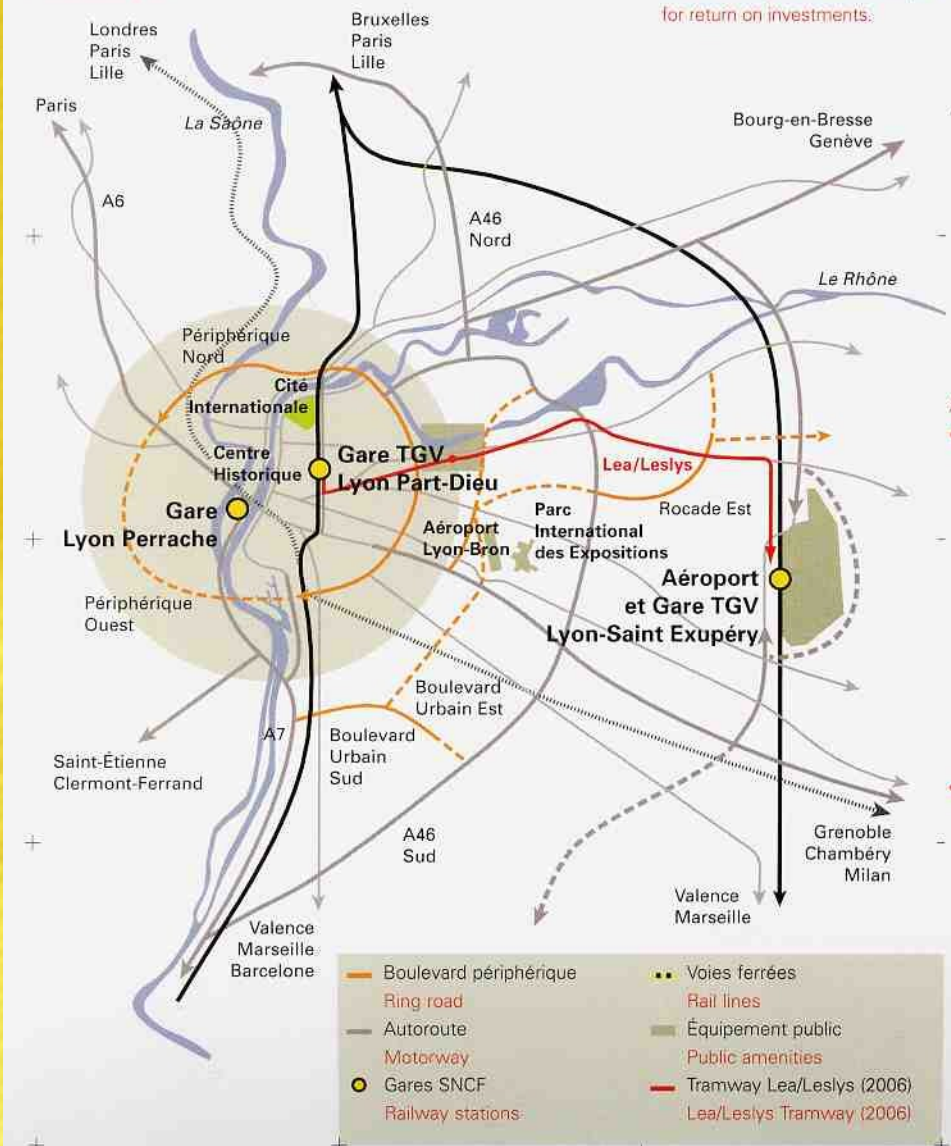 for return on investments.
Londres
Paris
Lille
Bruxelles
Paris
Lille
Paris
La Saône
Bourg-en-Bresse
Genève
A6
A46
Nord
Le Rhône
Périphérique
Nord
Cité
Internationale
Centre
Historique
Gare TGV
Lyon Part-Dieu
Lea/Leslys
Gare
Lyon Perrache
Aéroport
Lyon-Bron
Parc
International
des Expositions
Rocade Est
Aéroport
et Gare TGV
Lyon-Saint Exupéry
Périphérique
Ouest
Boulevard
Urbain Est
A7
Boulevard
Urbain
Sud
Saint-Étienne
Clermont-Ferrand
A46
Sud
Grenoble
Chambéry
Milan
Valence
Marseille
Valence
Marseille
Barcelone
Boulevard périphérique
Ring road
Autoroute
Motorway
Gares SNCF
Railway stations
Voies ferrées
Rail lines
Équipement public
Public amenities
Tramway Lea/Leslys (2006)
Lea/Leslys Tramway (2006)